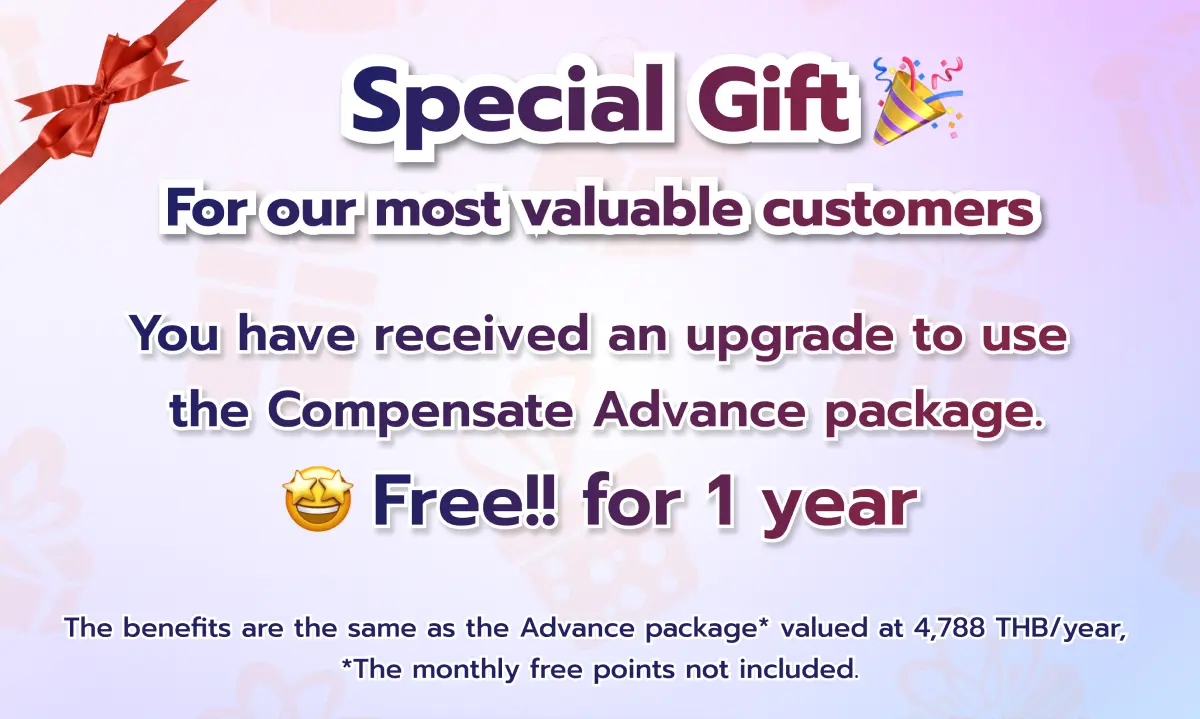 Special Gift
For our most valuable customers
You have received an upgrade to use
the Compensate Advance package.
Free!! for 1 year
The benefits are the same as the Advance package* valued at 4,788 THB/year,
*The monthly free points not included.